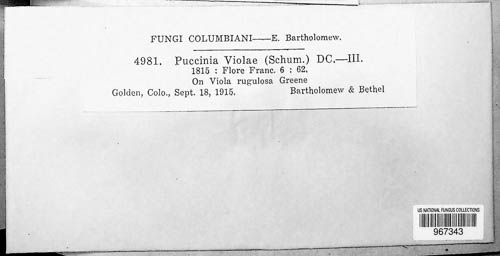 FUNGI COLUMBIANI—E. Bartholomew.
4981. Puccinia Violae (Schum.) DC.—III.
1815 : Flore Franc. 6 : 62.
On Viola rugulosa Greene
Golden, Colo., Sept. 18, 1915. Bartholomew & Bethel
US NATIONAL FUNGUS COLLECTIONS
967343